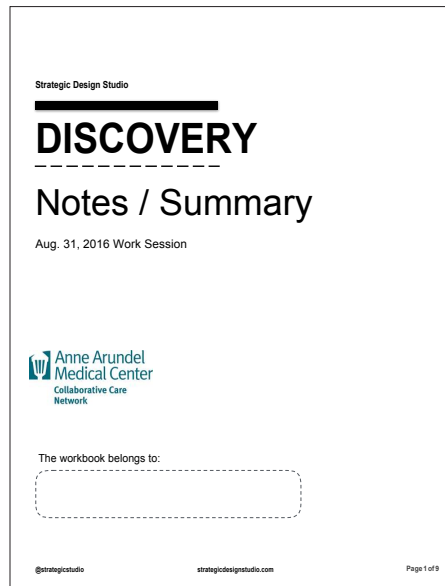 Strategic Design Studio
DISCOVERY
Notes / Summary
Aug. 31, 2016 Work Session
Anne Arundel
Medical Center
Collaborative Care
Network
The workbook belongs to:
@strategicstudio strategicdesignstudio.com Page 1 of 9